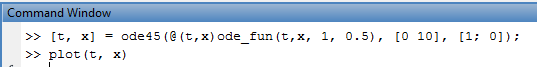 Command Window
>> [t, x] = ode45(@(t,x)ode_fun(t,x, 1, 0.5), [0 10], [1; 0]);
>> plot(t, x)